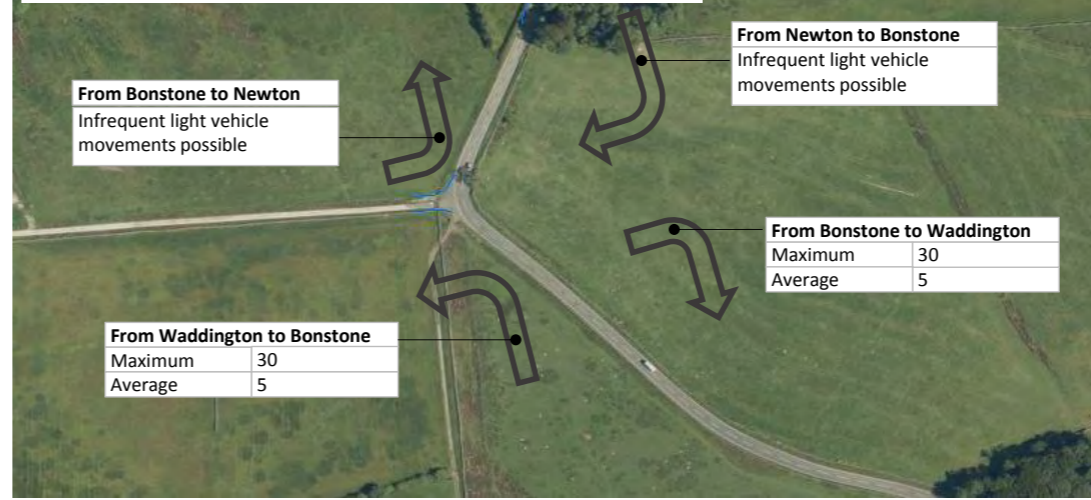 From Newton to Bonstone
Infrequent light vehicle
movements possible
From Bonstone to Newton
Infrequent light vehicle
movements possible
From Bonstone to Waddington
Maximum 30
Average 5
From Waddington to Bonstone
Maximum 30
Average 5